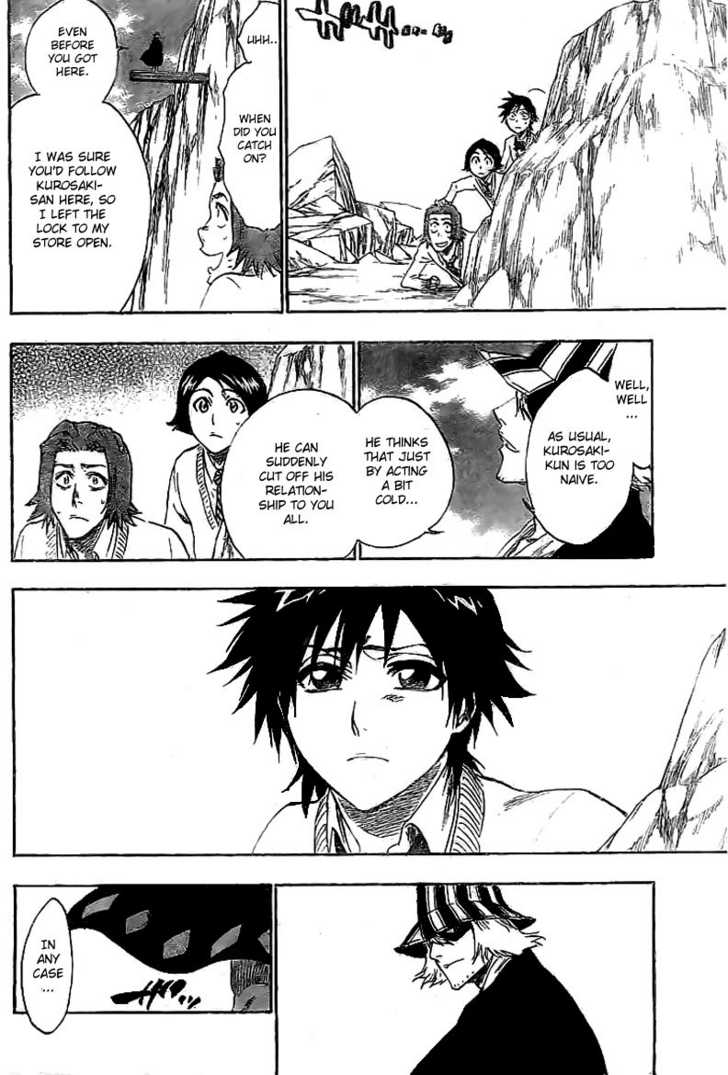 UHH..
WHEN
DID YOU
CATCH
ON?
EVEN
BEFORE
YOU GOT
HERE.
I WAS SURE
YOU'D FOLLOW
KUROSAKI-
SAN HERE, SO
I LEFT THE
LOCK TO MY
STORE OPEN.
WELL,
WELL
...
AS USUAL,
KUROSAKI-
KUN IS TOO
NAIVE.
HE THINKS
THAT JUST
BY ACTING
A BIT
COLD...
HE CAN
SUDDENLY
CUT OFF HIS
RELATION-
SHIP TO YOU
ALL.
IN
ANY
CASE
...